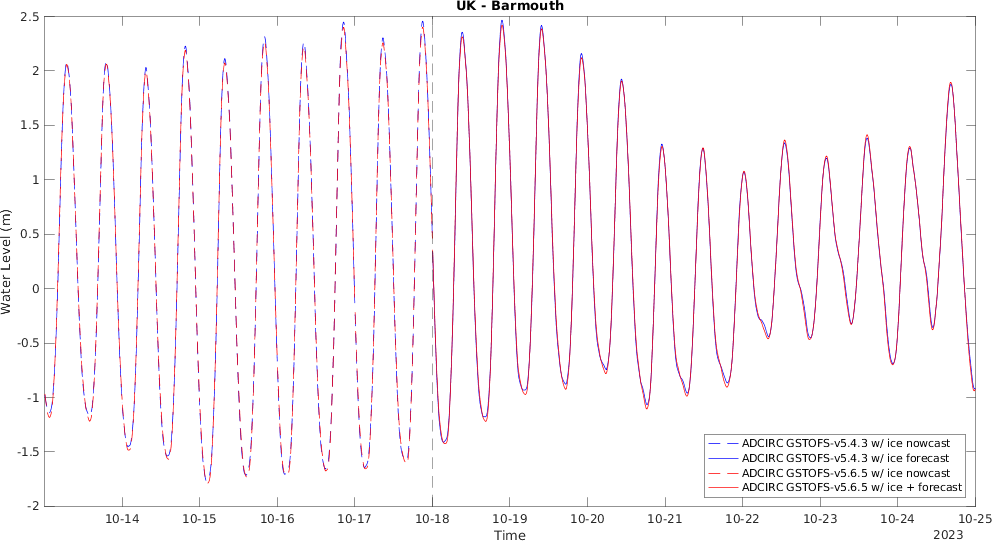 UK - Barmouth
2.5
2
1.5
1
0.5
0
-0.5
-1
-1.5
-2
Water Level (m)
10-14 10-15 10-16 10-17 10-18 10-19 10-20 10-21 10-22 10-23 10-24 10-25
Time
2023
ADCIRC GSTOFS-v5.4.3 w/ ice nowcast
ADCIRC GSTOFS-v5.4.3 w/ ice forecast
ADCIRC GSTOFS-v5.6.5 w/ ice nowcast
ADCIRC GSTOFS-v5.6.5 w/ ice + forecast